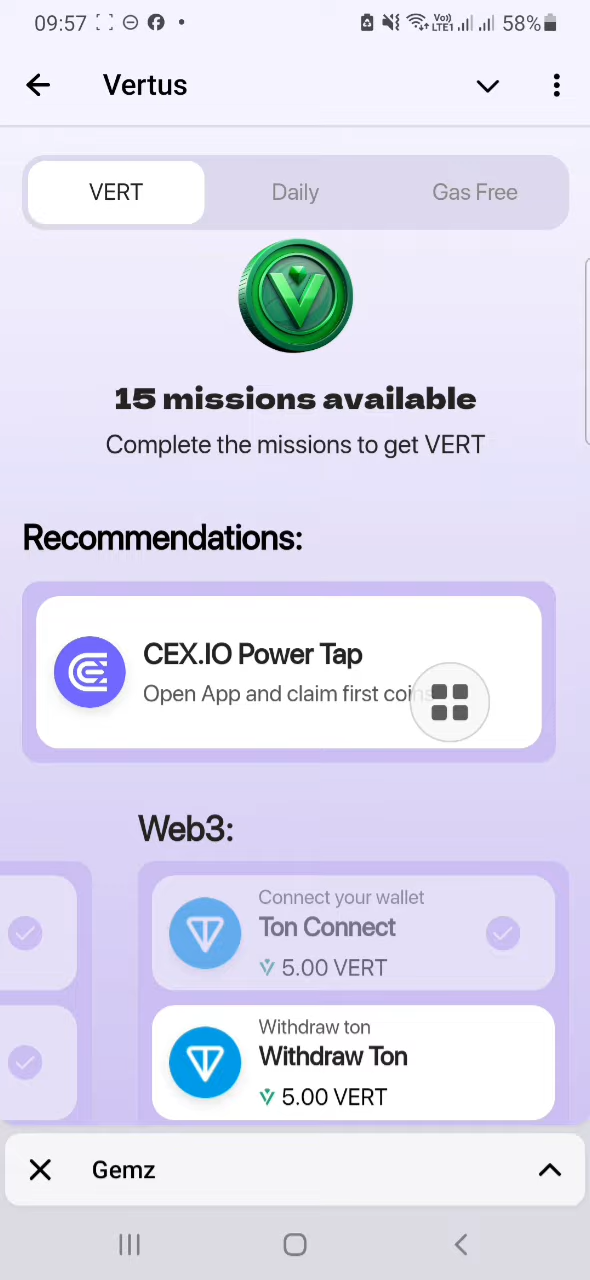 09:57 58%
Vo)) LTE1
Vertus
VERT Daily Gas Free
15 missions available
Complete the missions to get VERT
Recommendations:
CEX.IO Power Tap
Open App and claim first coins
Web3:
Connect your wallet
Ton Connect
5.00 VERT
Withdraw ton
Withdraw Ton
5.00 VERT
Gemz